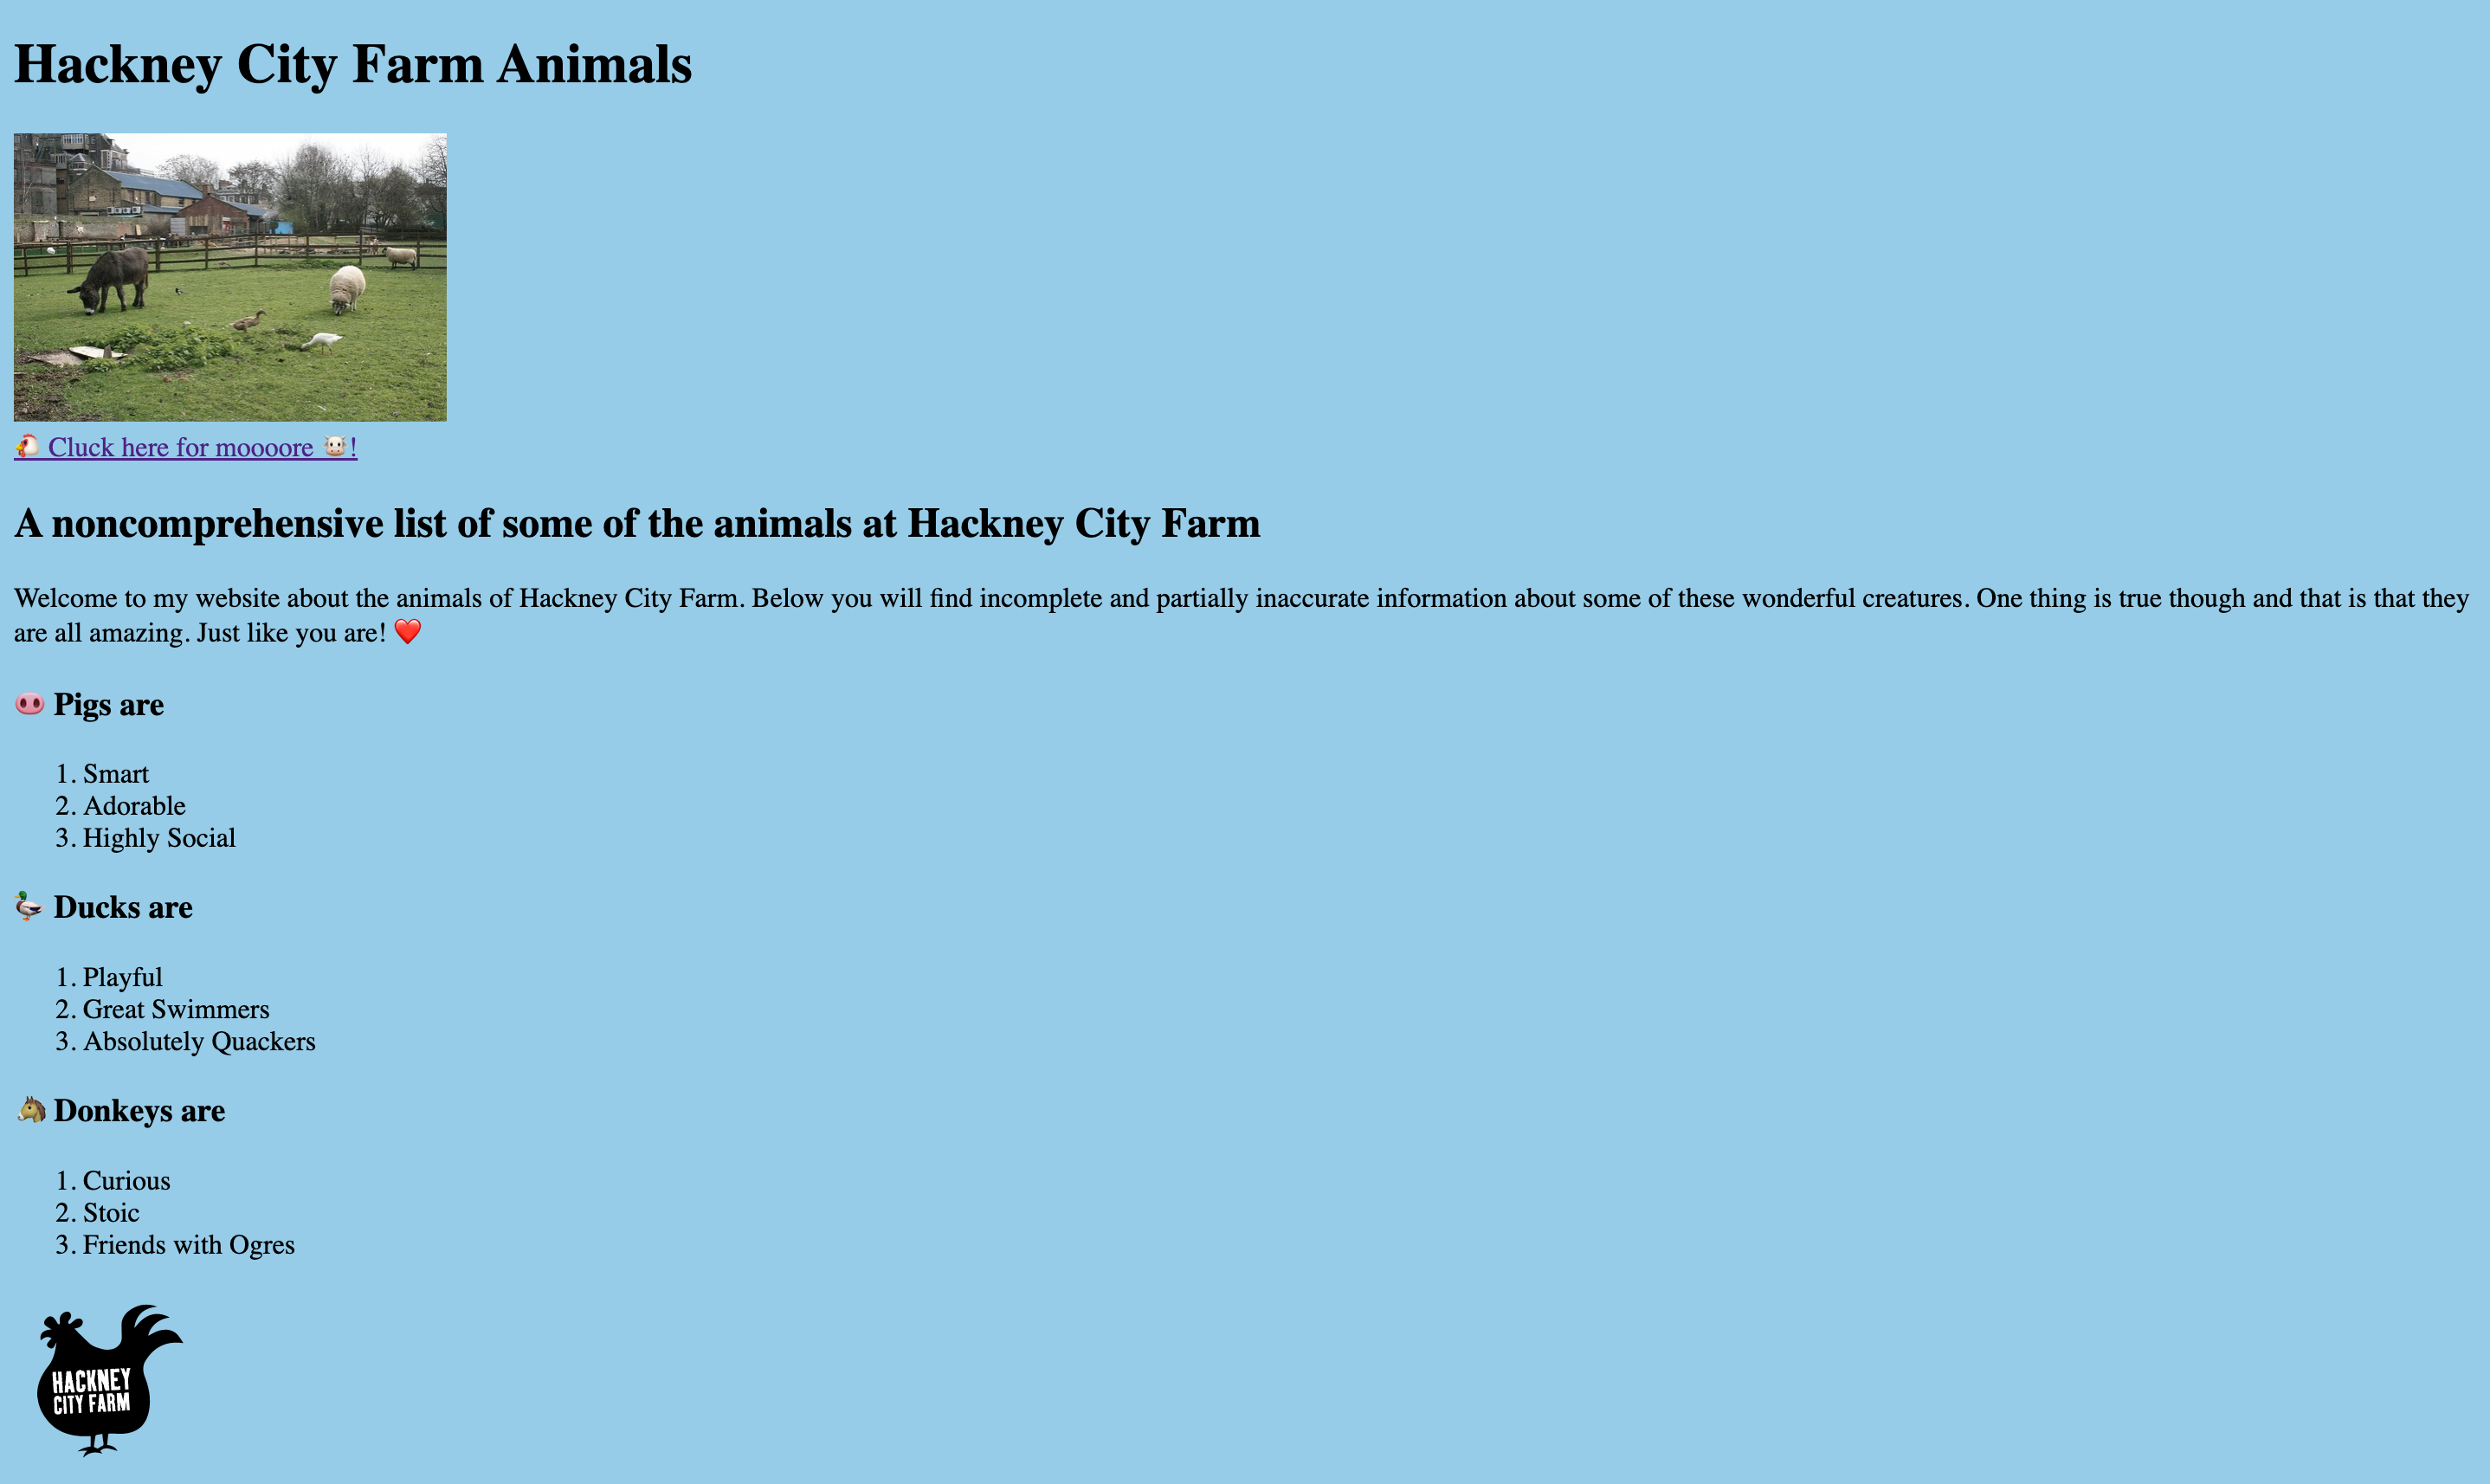 Hackney City Farm Animals
🐔 Cluck here for moooore 🐮!
A noncomprehensive list of some of the animals at Hackney City Farm
Welcome to my website about the animals of Hackney City Farm. Below you will find incomplete and partially inaccurate information about some of these wonderful creatures. One thing is true though and that is that they
are all amazing. Just like you are! ❤️
🐽 Pigs are
1. Smart
2. Adorable
3. Highly Social
🦆 Ducks are
1. Playful
2. Great Swimmers
3. Absolutely Quackers
🐴 Donkeys are
1. Curious
2. Stoic
3. Friends with Ogres
HACKNEY
CITY FARM